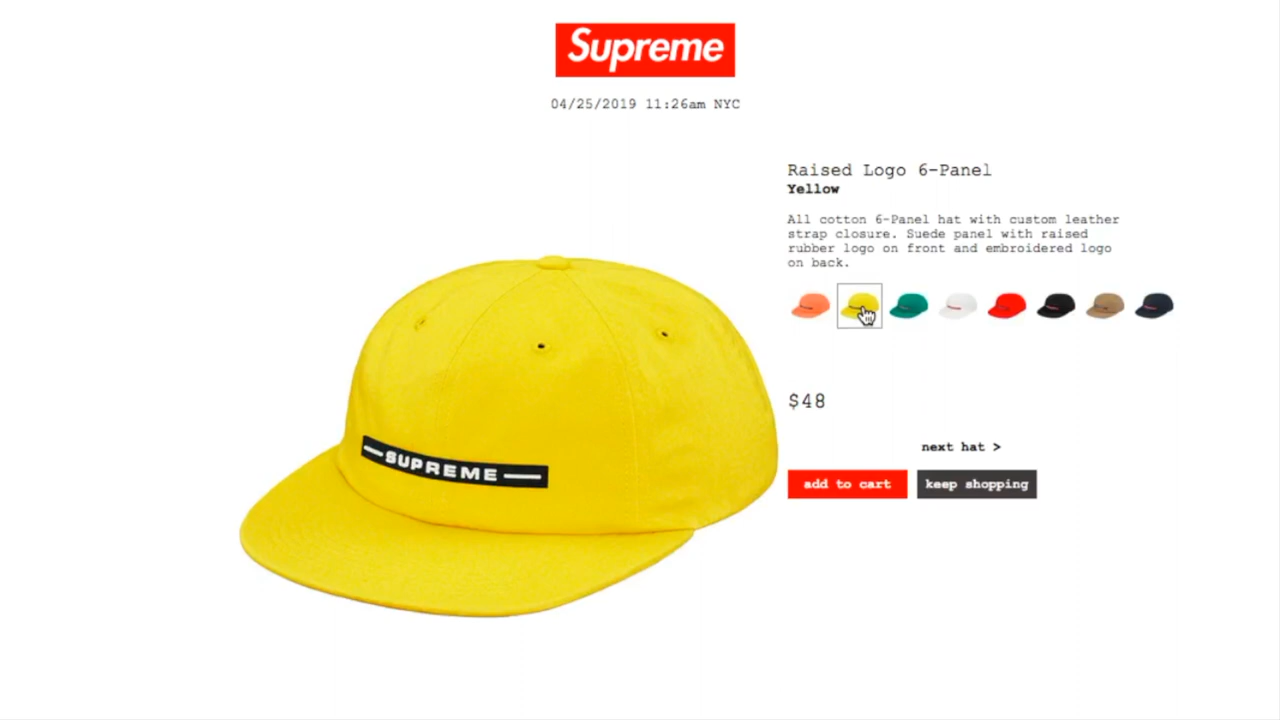 Supreme
04/25/2019 11:26am NYC
Raised Logo 6-Panel
Yellow
All cotton 6-Panel hat with custom leather
strap closure. Suede panel with raised
rubber logo on front and embroidered logo
on back.
$48
next hat >
add to cart keep shopping
SUPREME